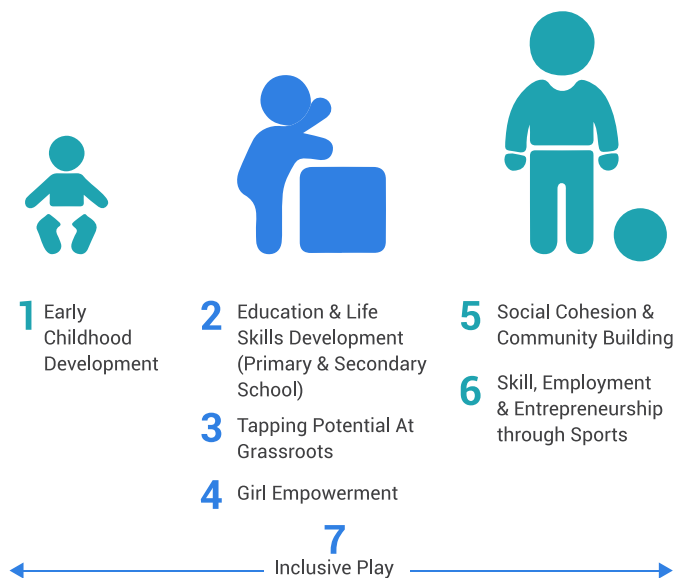 1 Early
Childhood
Development
2 Education & Life
Skills Development
(Primary & Secondary
School)
3 Tapping Potential At
Grassroots
4 Girl Empowerment
5 Social Cohesion &
Community Building
6 Skill, Employment
& Entrepreneurship
through Sports
7
Inclusive Play